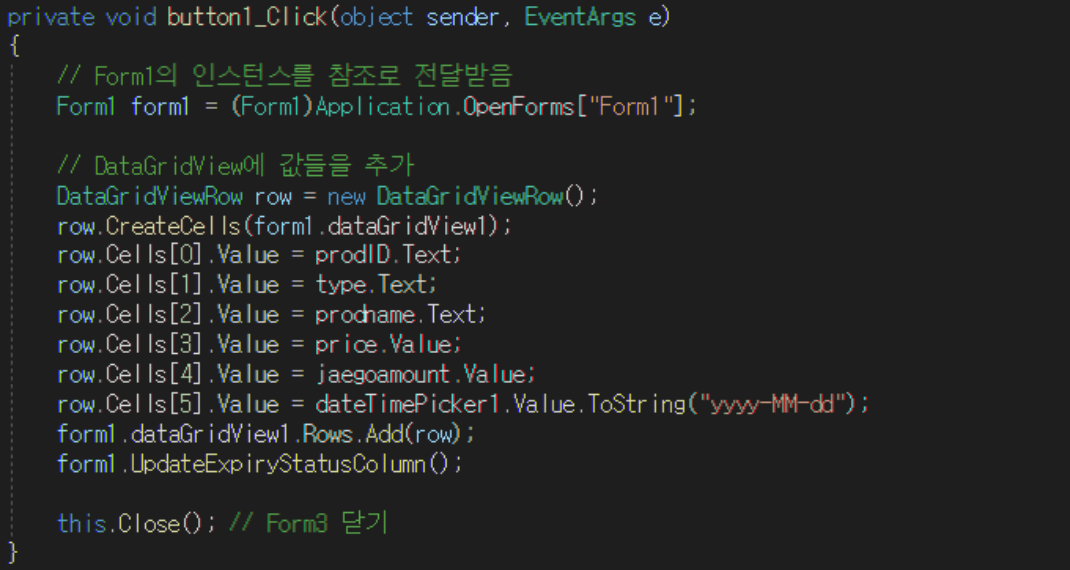 private void button1_Click(object sender, EventArgs e)
{
// Form1의 인스턴스를 참조로 전달받음
Form1 form1 = (Form1)Application.OpenForms["Form1"];
// DataGridView에 값들을 추가
DataGridViewRow row = new DataGridViewRow();
row.CreateCells(form1.dataGridView1);
row.Cells[0].Value = prodID.Text;
row.Cells[1].Value = type.Text;
row.Cells[2].Value = prodname.Text;
row.Cells[3].Value = price.Value;
row.Cells[4].Value = jaegoamount.Value;
row.Cells[5].Value = dateTimePicker1.Value.ToString("yyyy-MM-dd");
form1.dataGridView1.Rows.Add(row);
form1.UpdateExpiryStatusColumn();
this.Close(); // Form3 닫기
}